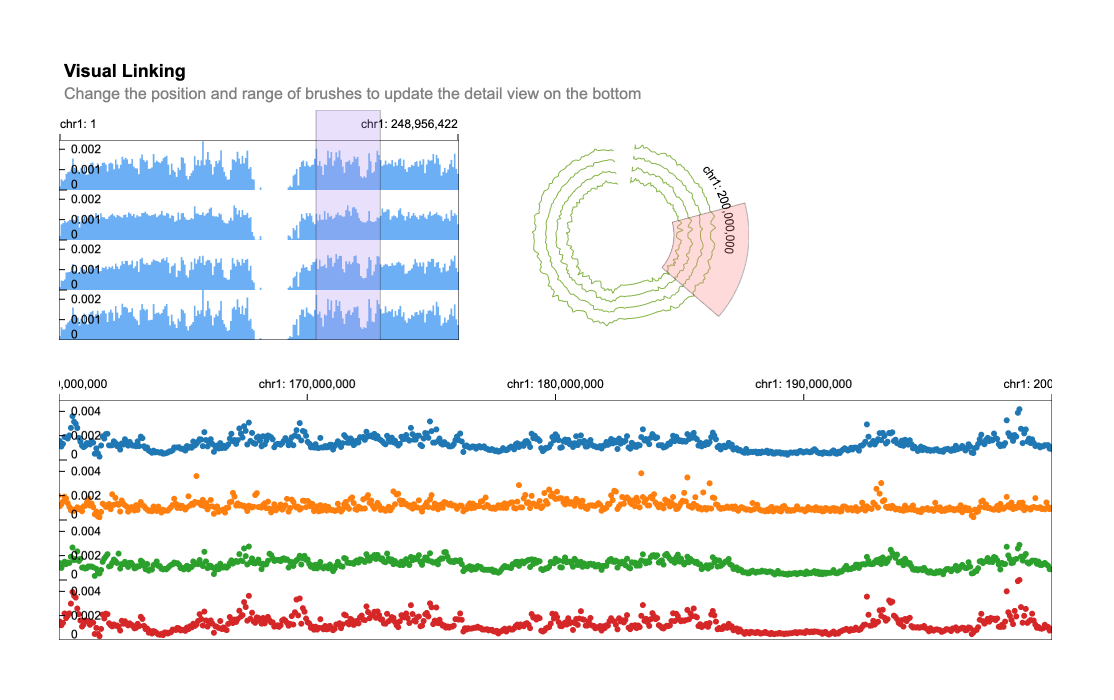 Visual Linking
Change the position and range of brushes to update the detail view on the bottom
chr1: 1
chr1: 248,956,422
0.002
0.001
0
0.002
0.001
0
0.002
0.001
0
0.002
0.001
0
chr1: 200,000,000
,000,000
chr1: 170,000,000
chr1: 180,000,000
chr1: 190,000,000
chr1: 200
0.004
0.002
0
0.004
0.002
0
0.004
0.002
0
0.004
0.002
0